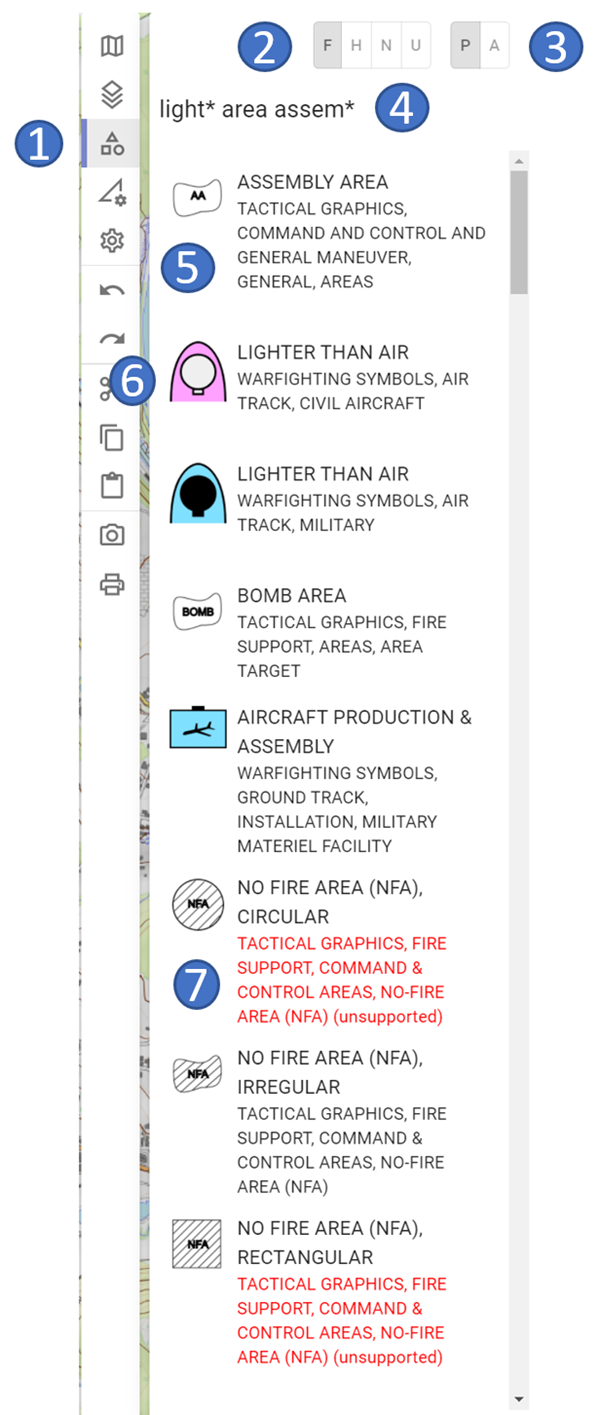 2 F H N U P A 3
light* area assem* 4
1
AA
ASSEMBLY AREA
TACTICAL GRAPHICS,
COMMAND AND CONTROL AND
GENERAL MANEUVER,
GENERAL, AREAS
5
LIGHTER THAN AIR
WARFIGHTING SYMBOLS, AIR
TRACK, CIVIL AIRCRAFT
6
LIGHTER THAN AIR
WARFIGHTING SYMBOLS, AIR
TRACK, MILITARY
BOMB
BOMB AREA
TACTICAL GRAPHICS, FIRE
SUPPORT, AREAS, AREA
TARGET
AIRCRAFT PRODUCTION &
ASSEMBLY
WARFIGHTING SYMBOLS,
GROUND TRACK,
INSTALLATION, MILITARY
MATERIEL FACILITY
NFA
NO FIRE AREA (NFA),
CIRCULAR
TACTICAL GRAPHICS, FIRE
SUPPORT, COMMAND &
CONTROL AREAS, NO-FIRE
AREA (NFA) (unsupported)
7
NFA
NO FIRE AREA (NFA),
IRREGULAR
TACTICAL GRAPHICS, FIRE
SUPPORT, COMMAND &
CONTROL AREAS, NO-FIRE
AREA (NFA)
NFA
NO FIRE AREA (NFA),
RECTANGULAR
TACTICAL GRAPHICS, FIRE
SUPPORT, COMMAND &
CONTROL AREAS, NO-FIRE
AREA (NFA) (unsupported)